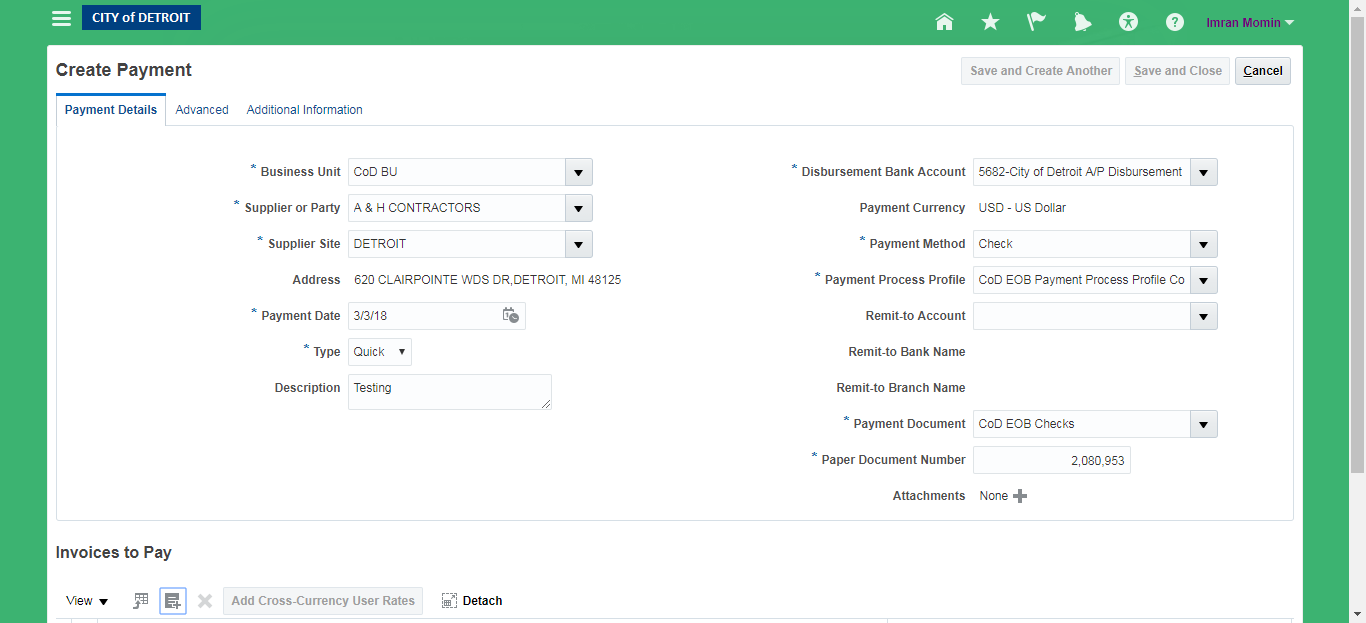 CITY of DETROIT
Imran Momin
Create Payment
Save and Create Another
Save and Close
Cancel
Payment Details
Advanced
Additional Information
* Business Unit CoD BU
* Supplier or Party A & H CONTRACTORS
* Supplier Site DETROIT
Address 620 CLAIRPOINTE WDS DR,DETROIT, MI 48125
* Payment Date 3/3/18
* Type Quick
Description Testing
* Disbursement Bank Account 5682-City of Detroit A/P Disbursement
Payment Currency USD - US Dollar
* Payment Method Check
* Payment Process Profile CoD EOB Payment Process Profile Co
Remit-to Account
Remit-to Bank Name
Remit-to Branch Name
* Payment Document CoD EOB Checks
* Paper Document Number 2,080,953
Attachments None
Invoices to Pay
View
Add Cross-Currency User Rates
Detach